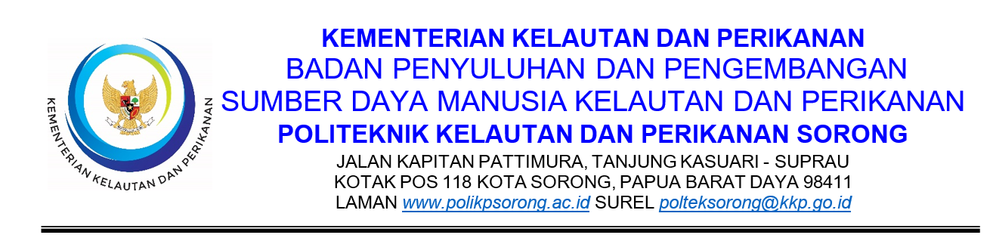 KEMENTERIAN KELAUTAN DAN PERIKANAN
KEMENTERIAN KELAUTAN DAN PERIKANAN
BADAN PENYULUHAN DAN PENGEMBANGAN
SUMBER DAYA MANUSIA KELAUTAN DAN PERIKANAN
POLITEKNIK KELAUTAN DAN PERIKANAN SORONG
JALAN KAPITAN PATTIMURA, TANJUNG KASUARI - SUPRAU
KOTAK POS 118 KOTA SORONG, PAPUA BARAT DAYA 98411
LAMAN www.polikpsorong.ac.id SUREL polteksorong@kkp.go.id